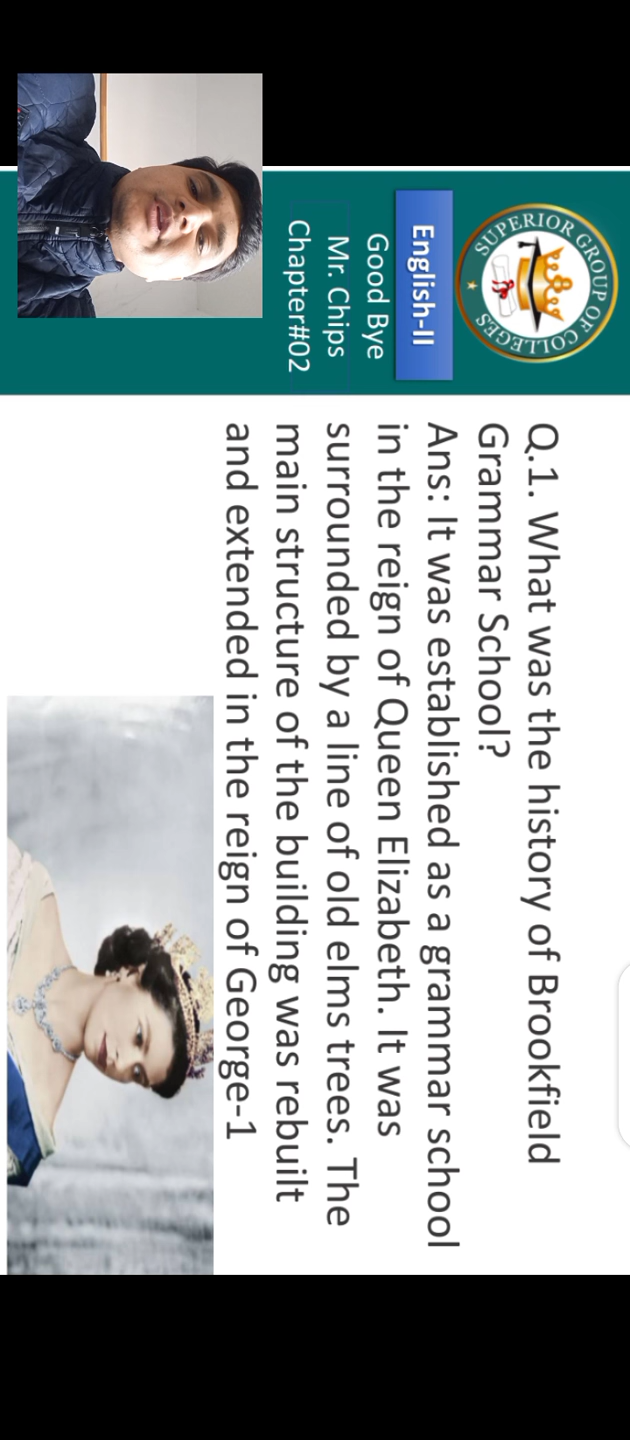 SUPERIOR GROUP OF COLLEGES
English-II
Good Bye
Mr. Chips
Chapter#02
Q.1. What was the history of Brookfield
Grammar School?
Ans: It was established as a grammar school
in the reign of Queen Elizabeth. It was
surrounded by a line of old elms trees. The
main structure of the building was rebuilt
and extended in the reign of George-1